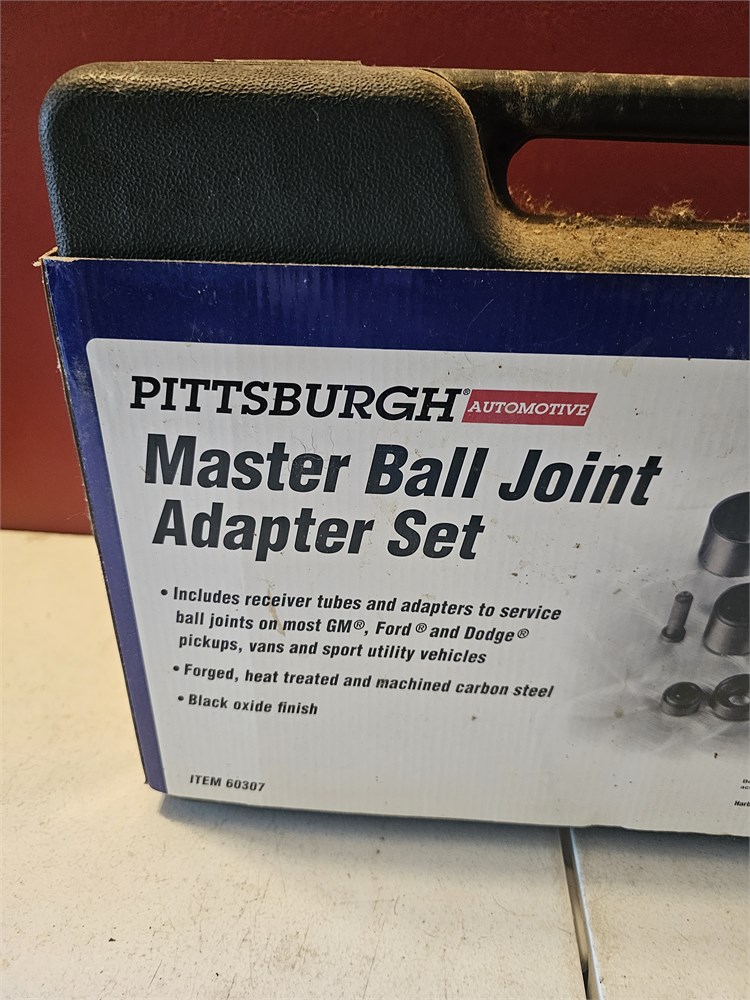 PITTSBURGH® AUTOMOTIVE
Master Ball Joint
Adapter Set
• Includes receiver tubes and adapters to service
ball joints on most GM®, Ford® and Dodge®
pickups, vans and sport utility vehicles
• Forged, heat treated and machined carbon steel
• Black oxide finish
ITEM 60307